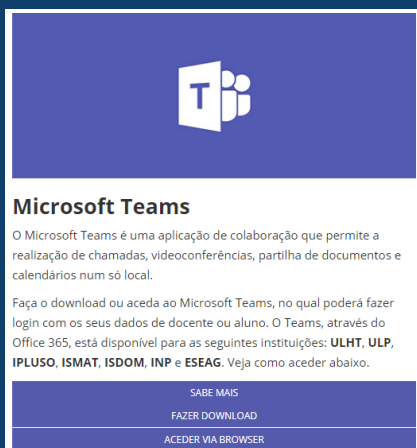 T
Microsoft Teams
O Microsoft Teams é uma aplicação de colaboração que permite a
realização de chamadas, videoconferências, partilha de documentos e
calendários num só local.
Faça o download ou aceda ao Microsoft Teams, no qual poderá fazer
login com os seus dados de docente ou aluno. O Teams, através do
Office 365, está disponível para as seguintes instituições: ULHT, ULP,
IPLUSO, ISMAT, ISDOM, INP e ESEAG. Veja como aceder abaixo.
SABE MAIS
FAZER DOWNLOAD
ACEDER VIA BROWSER